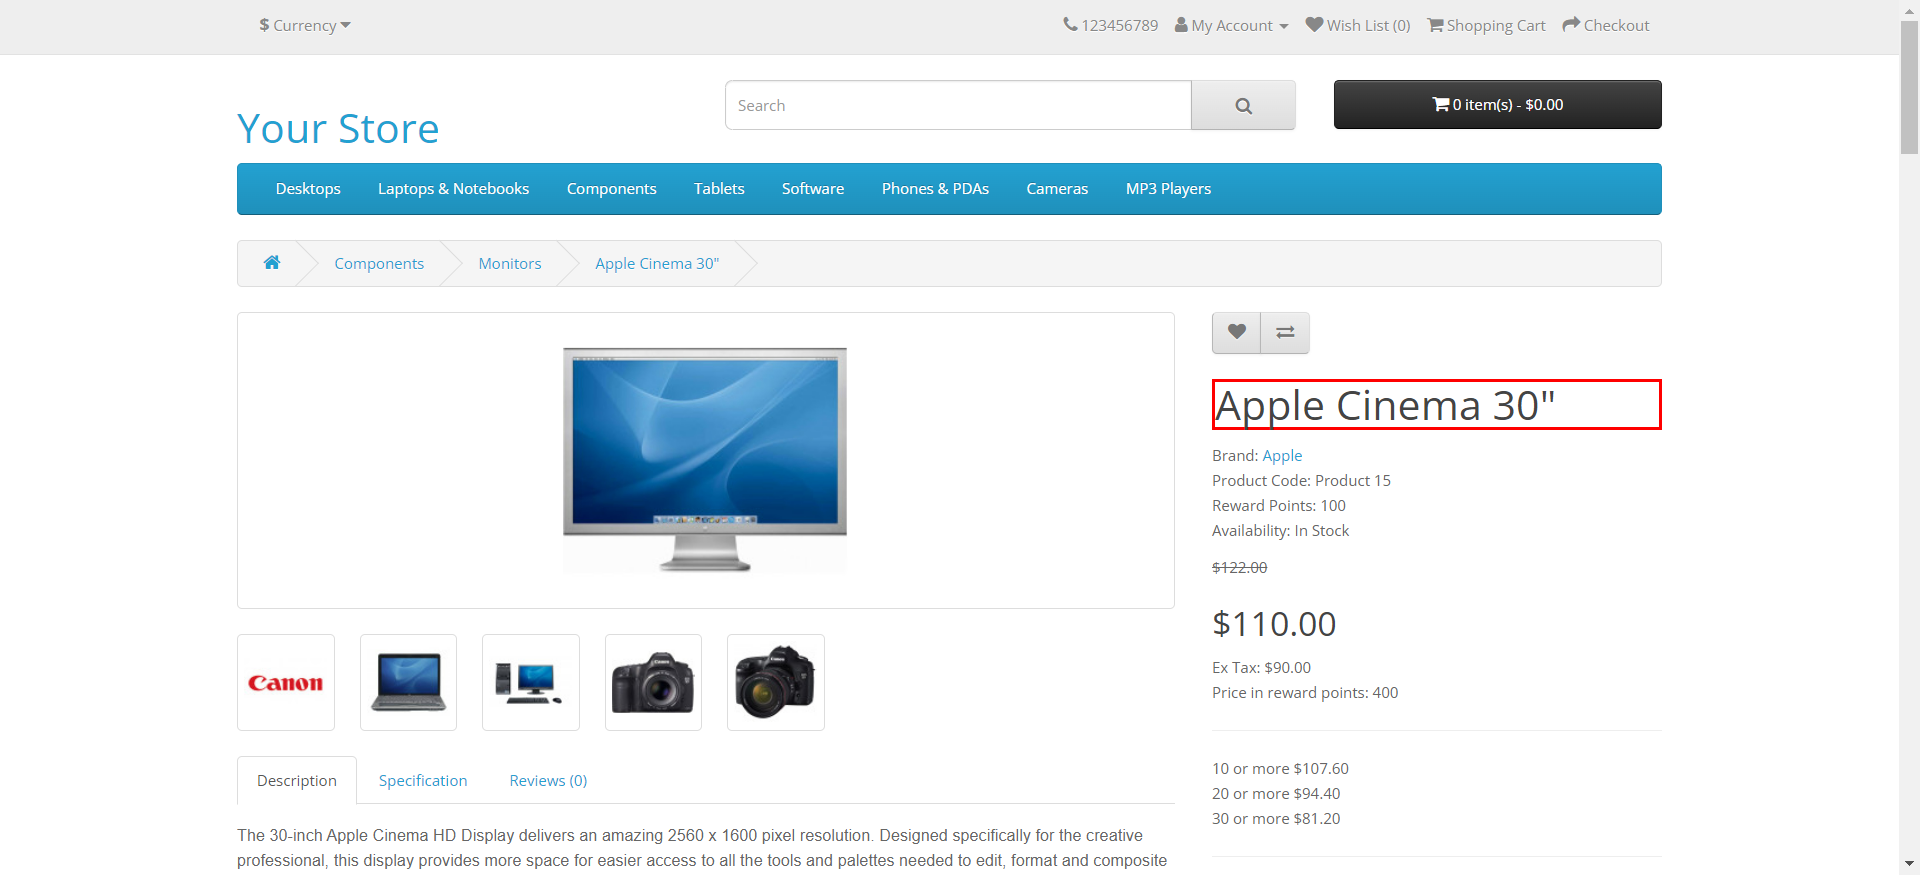 $ Currency
123456789 My Account Wish List (0) Shopping Cart Checkout
Your Store
Search
0 item(s) - $0.00
Desktops Laptops & Notebooks Components Tablets Software Phones & PDAs Cameras MP3 Players
Components Monitors Apple Cinema 30"
Apple Cinema 30"
Brand: Apple
Product Code: Product 15
Reward Points: 100
Availability: In Stock
$122.00
$110.00
Ex Tax: $90.00
Price in reward points: 400
10 or more $107.60
20 or more $94.40
30 or more $81.20
Canon
Description Specification Reviews (0)
The 30-inch Apple Cinema HD Display delivers an amazing 2560 x 1600 pixel resolution. Designed specifically for the creative
professional, this display provides more space for easier access to all the tools and palettes needed to edit, format and composite